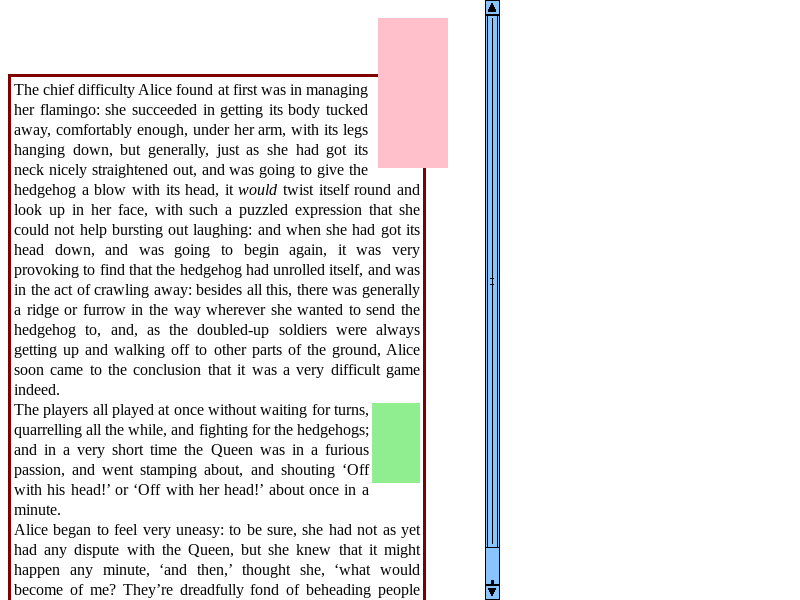 The chief difficulty Alice found at first was in managing
her flamingo: she succeeded in getting its body tucked
away, comfortably enough, under her arm, with its legs
hanging down, but generally, just as she had got its
neck nicely straightened out, and was going to give the
hedgehog a blow with its head, it would twist itself round and
look up in her face, with such a puzzled expression that she
could not help bursting out laughing: and when she had got its
head down, and was going to begin again, it was very
provoking to find that the hedgehog had unrolled itself, and was
in the act of crawling away: besides all this, there was generally
a ridge or furrow in the way wherever she wanted to send the
hedgehog to, and, as the doubled-up soldiers were always
getting up and walking off to other parts of the ground, Alice
soon came to the conclusion that it was a very difficult game
indeed.
The players all played at once without waiting for turns,
quarrelling all the while, and fighting for the hedgehogs;
and in a very short time the Queen was in a furious
passion, and went stamping about, and shouting ‘Off
with his head!’ or ‘Off with her head!’ about once in a
minute.
Alice began to feel very uneasy: to be sure, she had not as yet
had any dispute with the Queen, but she knew that it might
happen any minute, ‘and then,’ thought she, ‘what would
become of me? They’re dreadfully fond of beheading people